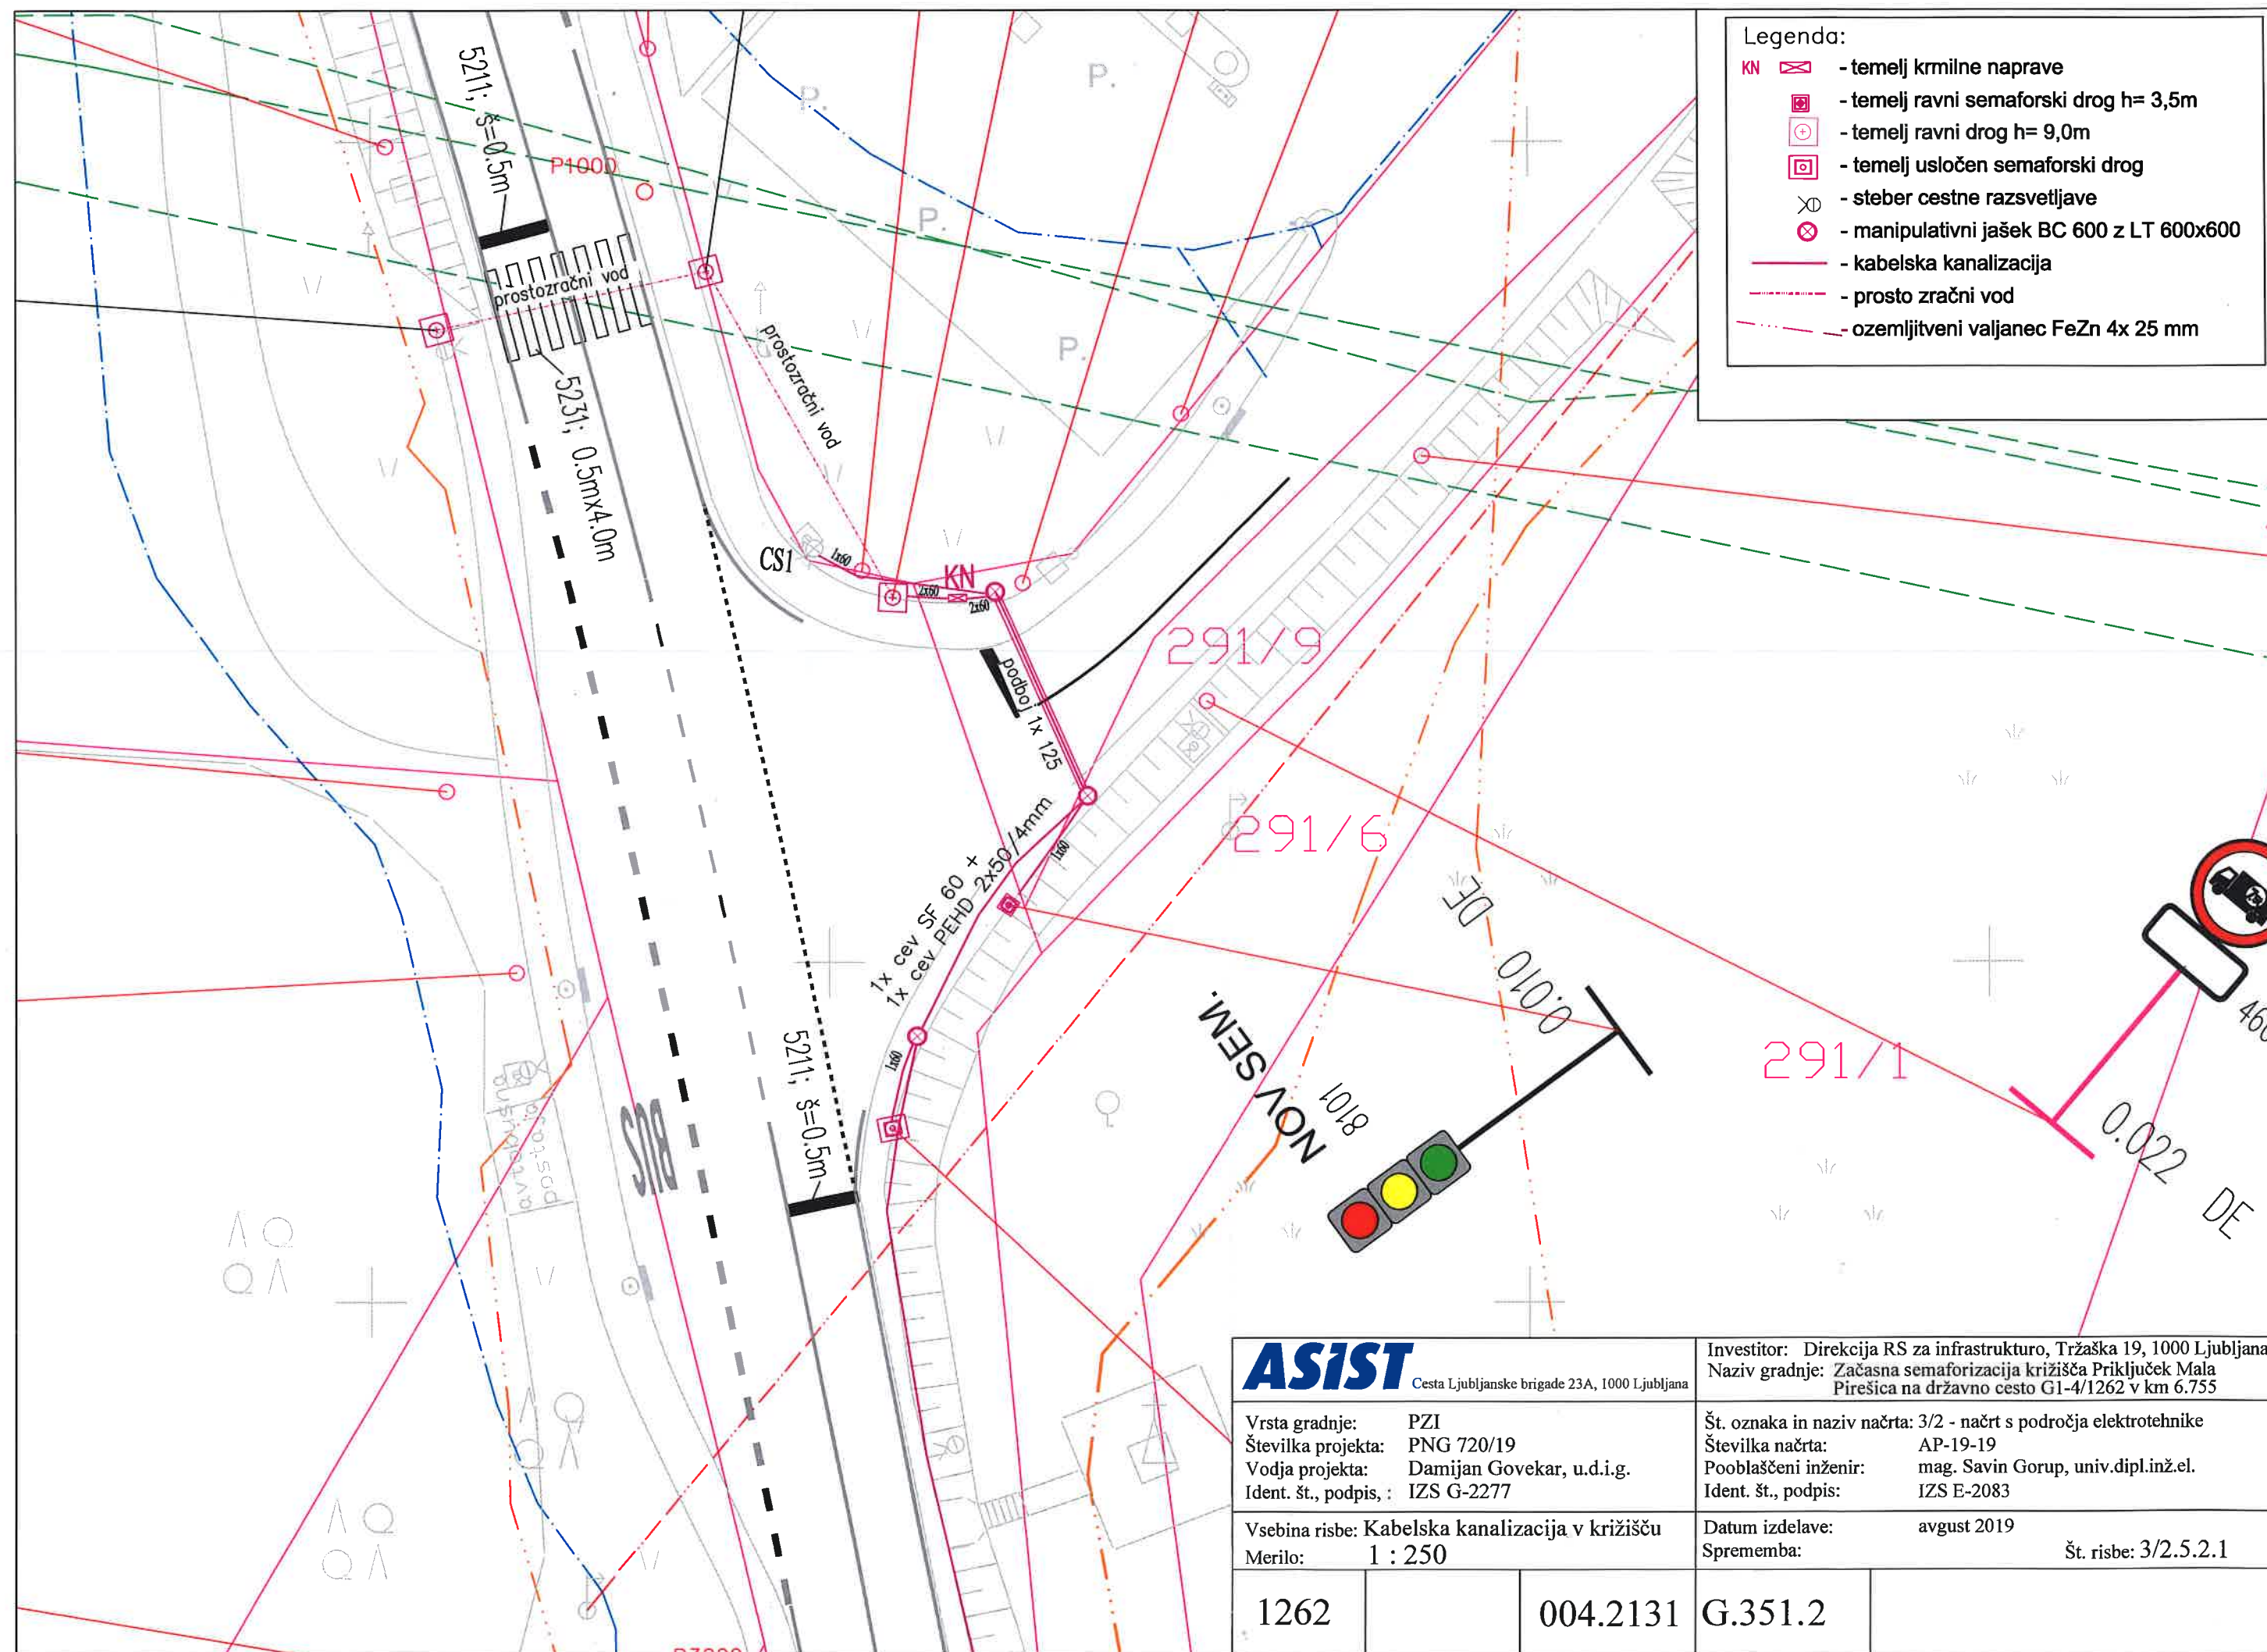 Legenda:
KN - temelj krmilne naprave
- temelj ravni semaforski drog h= 3,5m
- temelj ravni drog h= 9,0m
- temelj usločen semaforski drog
- steber cestne razsvetljave
- manipulativni jašek BC 600 z LT 600x600
- kabelska kanalizacija
- prosto zračni vod
- ozemljitveni valjanec FeZn 4x 25 mm
5211; š=0.5m
P1000
P.
P.
P.
P.
prostozračni vod
prostozračni vod
5231; 0.5mx4.0m
CS1
1x60
KN
2x60
2x60
podboj 1x 125
291/9
291/6
1x60
1x cev SF 60 +
1x cev PEHD 2x50/4mm
1x60
5211; š=0.5m
BUS
avtobusno
postaja
DE
0.010
NOV SEM.
8101
291/1
7.5t
0.022
DE
ASIST
Cesta Ljubljanske brigade 23A, 1000 Ljubljana
Investitor: Direkcija RS za infrastrukturo, Tržaška 19, 1000 Ljubljana
Naziv gradnje: Začasna semaforizacija križišča Priključek Mala
Pirešica na državno cesto G1-4/1262 v km 6.755
Vrsta gradnje: PZI
Številka projekta: PNG 720/19
Vodja projekta: Damijan Govekar, u.d.i.g.
Ident. št., podpis, : IZS G-2277
Št. oznaka in naziv načrta: 3/2 - načrt s področja elektrotehnike
Številka načrta: AP-19-19
Pooblaščeni inženir: mag. Savin Gorup, univ.dipl.inž.el.
Ident. št., podpis: IZS E-2083
Vsebina risbe: Kabelska kanalizacija v križišču
Merilo: 1 : 250
Datum izdelave: avgust 2019
Sprememba:
Št. risbe: 3/2.5.2.1
1262
004.2131
G.351.2